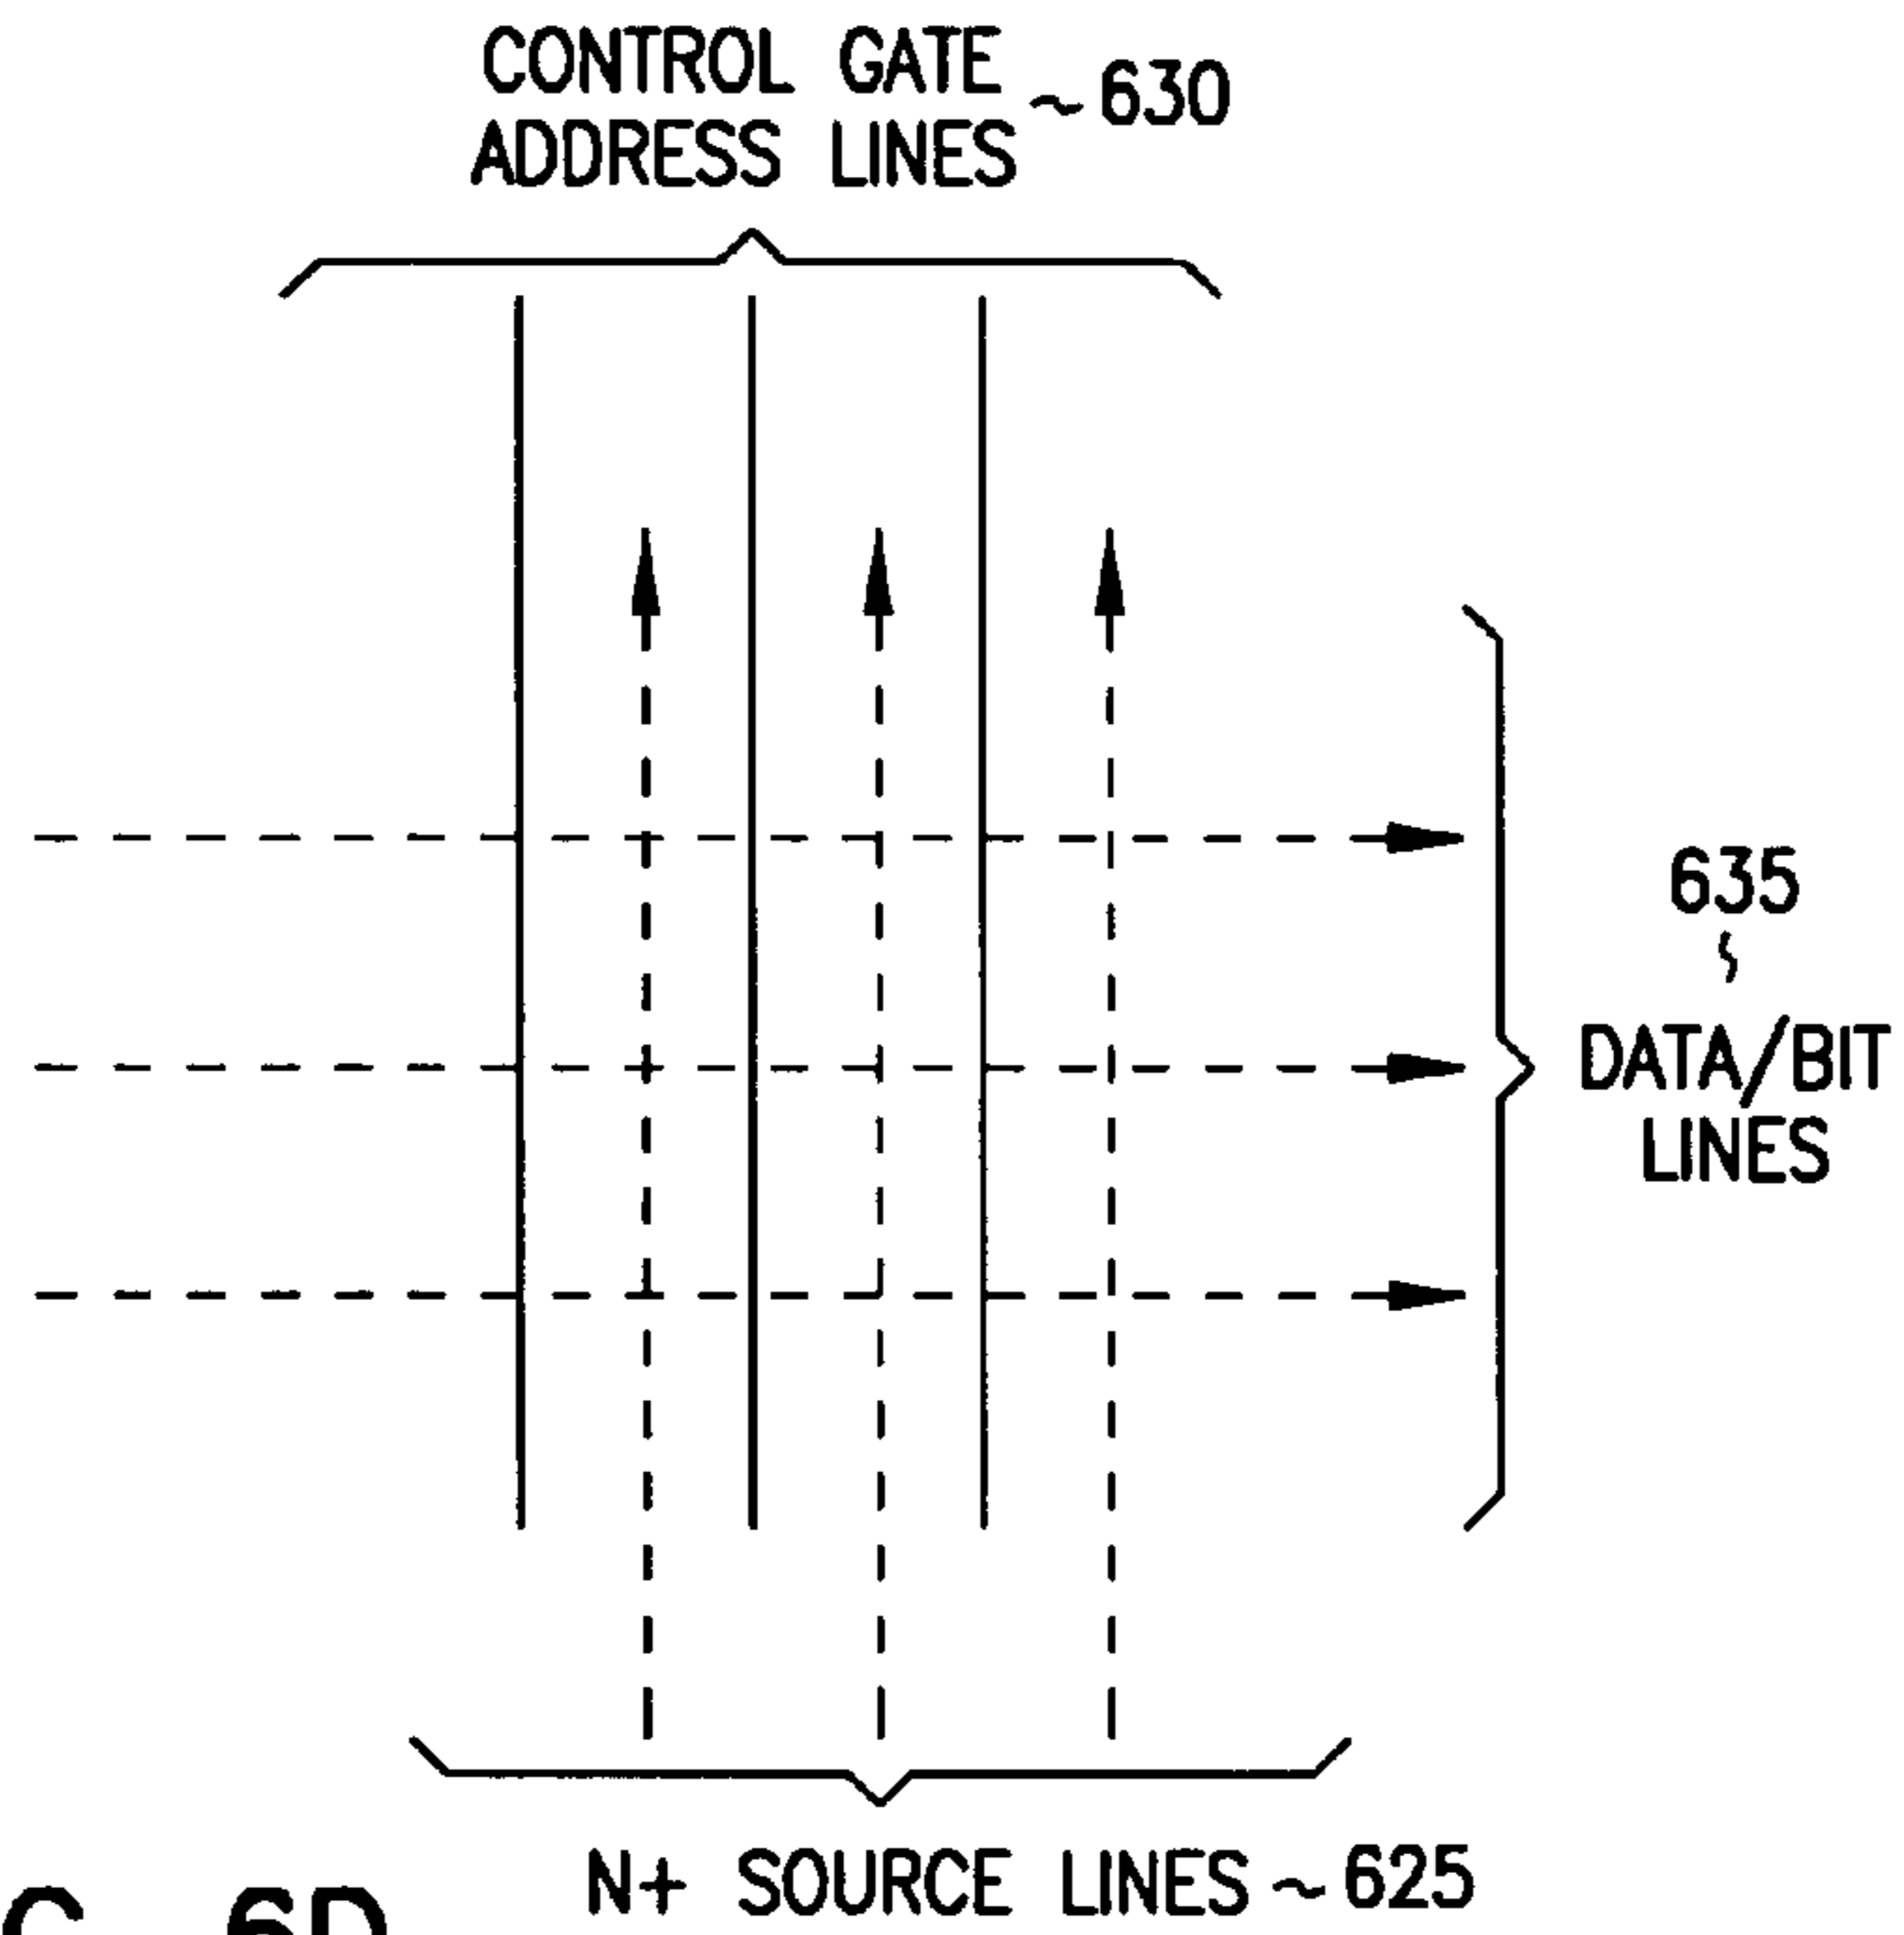 CONTROL GATE
ADDRESS LINES ~630
635
DATA/BIT
LINES
N+ SOURCE LINES ~625